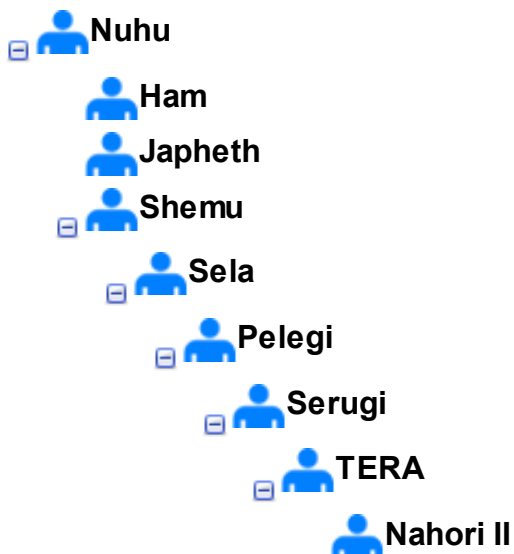 Nuhu
Ham
Japheth
Shemu
Sela
Pelegi
Serugi
TERA
Nahori II